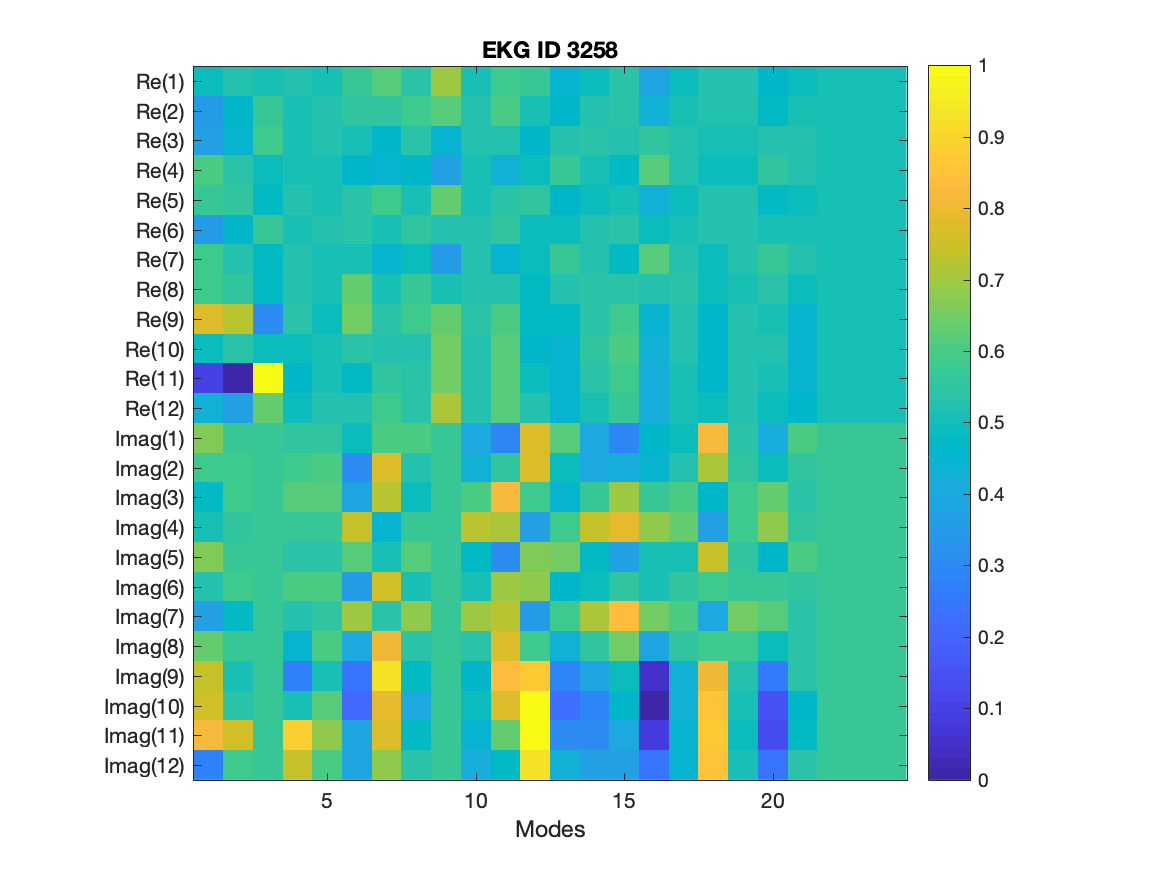 EKG ID 3258
Re(1)
Re(2)
Re(3)
Re(4)
Re(5)
Re(6)
Re(7)
Re(8)
Re(9)
Re(10)
Re(11)
Re(12)
Imag(1)
Imag(2)
Imag(3)
Imag(4)
Imag(5)
Imag(6)
Imag(7)
Imag(8)
Imag(9)
Imag(10)
Imag(11)
Imag(12)
5 10 15 20
Modes
1
0.9
0.8
0.7
0.6
0.5
0.4
0.3
0.2
0.1
0